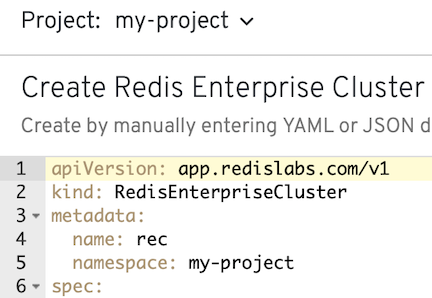 Project: my-project
Create Redis Enterprise Cluster
Create by manually entering YAML or JSON d
1 apiVersion: app.redislabs.com/v1
2 kind: RedisEnterpriseCluster
3 metadata:
4 name: rec
5 namespace: my-project
6 spec: